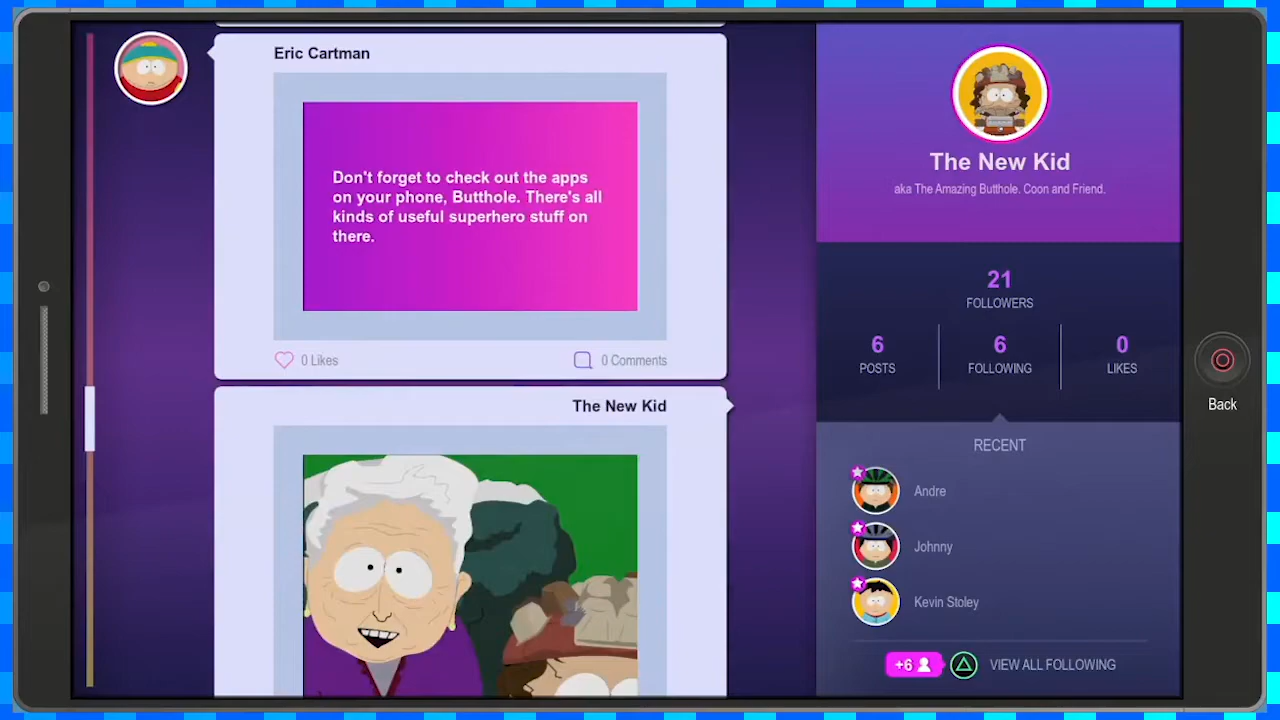 Eric Cartman
Don't forget to check out the apps
on your phone, Butthole. There's all
kinds of useful superhero stuff on
there.
0 Likes
0 Comments
The New Kid
The New Kid
aka The Amazing Butthole. Coon and Friend.
21
FOLLOWERS
6
POSTS
6
FOLLOWING
0
LIKES
RECENT
Andre
Johnny
Kevin Stoley
+6
VIEW ALL FOLLOWING
Back